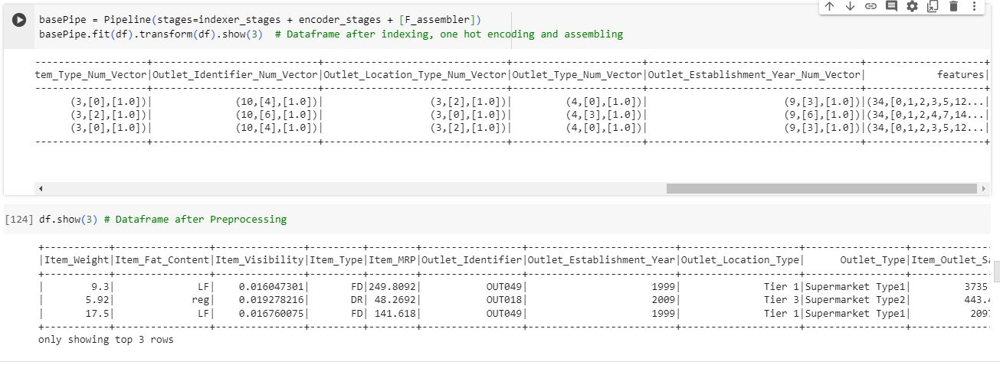 basePipe = Pipeline(stages=indexer_stages + encoder_stages + [F_assembler])
basePipe.fit(df).transform(df).show(3)  # Dataframe after indexing, one hot encoding and assembling
tem_Type_Num_Vector|Outlet_Identifier_Num_Vector|Outlet_Location_Type_Num_Vector|Outlet_Type_Num_Vector|Outlet_Establishment_Year_Num_Vector|            features|
(3,[0],[1.0])|              (10,[4],[1.0])|                  (3,[2],[1.0])|         (4,[0],[1.0])|                       (9,[3],[1.0])|(34,[0,1,2,3,5,12...|
(3,[2],[1.0])|              (10,[6],[1.0])|                  (3,[0],[1.0])|         (4,[3],[1.0])|                       (9,[6],[1.0])|(34,[0,1,2,4,7,14...|
(3,[0],[1.0])|              (10,[4],[1.0])|                  (3,[2],[1.0])|         (4,[0],[1.0])|                       (9,[3],[1.0])|(34,[0,1,2,3,5,12...|
[124] df.show(3) # Dataframe after Preprocessing
|Item_Weight|Item_Fat_Content|Item_Visibility|Item_Type|Item_MRP|Outlet_Identifier|Outlet_Establishment_Year|Outlet_Location_Type|      Outlet_Type|Item_Outlet_Sa
|        9.3|              LF|    0.016047301|       FD|249.8092|           OUT049|                     1999|              Tier 1|Supermarket Type1|         3735
|       5.92|             reg|    0.019278216|       DR| 48.2692|           OUT018|                     2009|              Tier 3|Supermarket Type2|         443.4
|       17.5|              LF|    0.016760075|       FD| 141.618|           OUT049|                     1999|              Tier 1|Supermarket Type1|          2097
only showing top 3 rows